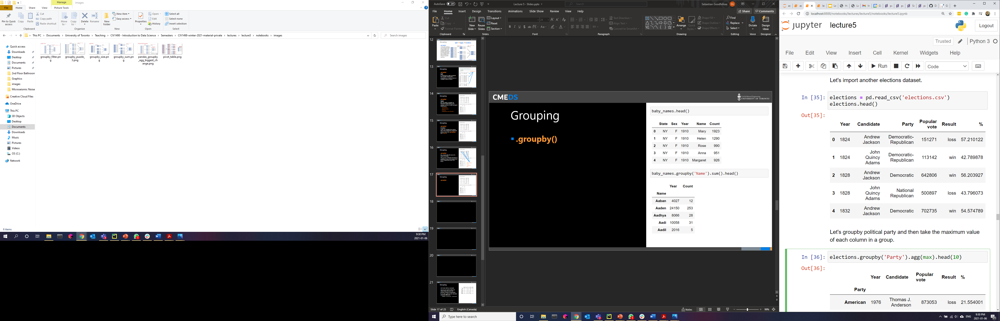 Manage
images
File
Home
Share
View
Picture Tools
Pin to Quick access
Copy
Paste
Cut
Copy path
Paste shortcut
Clipboard
Move to
Copy to
Delete
Rename
Organize
New folder
New item
Easy access
New
Properties
Open
Edit
History
Open
Select all
Select none
Invert selection
Select
This PC > Documents > University of Toronto > Teaching > CIV1498 - Introduction to Data Science > Semesters > CIV1498-winter-2021-material-private > lectures > lecture5 > notebooks > images
Search images
Quick access
Downloads
Desktop
Documents
Pictures
2nd Floor Bathroom
Graphics
images
Microseismic Noise
Creative Cloud Files
OneDrive
This PC
3D Objects
Desktop
Documents
Downloads
Music
Pictures
Videos
OS (C:)
Network
groupby_filter.png
groupby_puzzle_3.png
groupby_size.png
groupby_sum.png
pandas_groupby_agg_biggest_change.png
pivot_table.png
6 items
9:30 PM
2021-01-06
AutoSave Off
Lecture 5 - Slides.pptx
Search
Sebastian Goodfellow SG
File Home Insert Design Transitions Animations Slide Show Review View Help
Share
Comments
Paste
Cut
Copy
Format Painter
Clipboard
New Slide
Reuse Slides
Layout
Reset
Section
Slides
Font
Text Direction
Align Text
Convert to SmartArt
Paragraph
Arrange
Quick Styles
Shape Fill
Shape Outline
Shape Effects
Drawing
Find
Replace
Select
Editing
Dictate
Voice
Design Ideas
Designer
12
13
14
15
16
17
18
19
20
21
CMEDS
Civil & Mineral Engineering
UNIVERSITY OF TORONTO
Grouping
.groupby()
baby_names.head()
State Sex Year Name Count
0 NY F 1910 Mary 1923
1 NY F 1910 Helen 1290
2 NY F 1910 Rose 990
3 NY F 1910 Anna 951
4 NY F 1910 Margaret 926
baby_names.groupby('Name').sum().head()
Year Count
Name
Aaban 4027 12
Aaden 24150 253
Aadhya 8066 28
Aadi 10058 31
Aadil 2016 5
Slide 17 of 25
English (Canada)
Notes
99%
Type here to search
localhost:8888/notebooks/lectures/lecture5/notebooks/lecture5.ipynb
jupyter lecture5
Logout
Trusted
Python 3
File Edit View Insert Cell Kernel Widgets Help
Run
Code
Let's import another elections dataset.
In [35]: elections = pd.read_csv('elections.csv')
elections.head()
Out[35]:
Year Candidate Party Popular vote Result %
0 1824 Andrew Jackson Democratic-Republican 151271 loss 57.210122
1 1824 John Quincy Adams Democratic-Republican 113142 win 42.789878
2 1828 Andrew Jackson Democratic 642806 win 56.203927
3 1828 John Quincy Adams National Republican 500897 loss 43.796073
4 1832 Andrew Jackson Democratic 702735 win 54.574789
Let's groupby political party and then take the maximum value
of each column in a group.
In [36]: elections.groupby('Party').agg(max).head(10)
Out[36]:
Year Candidate Popular vote Result %
Party
American 1976 Thomas J. Anderson 873053 loss 21.554001
ENG
9:30 PM
2021-01-06